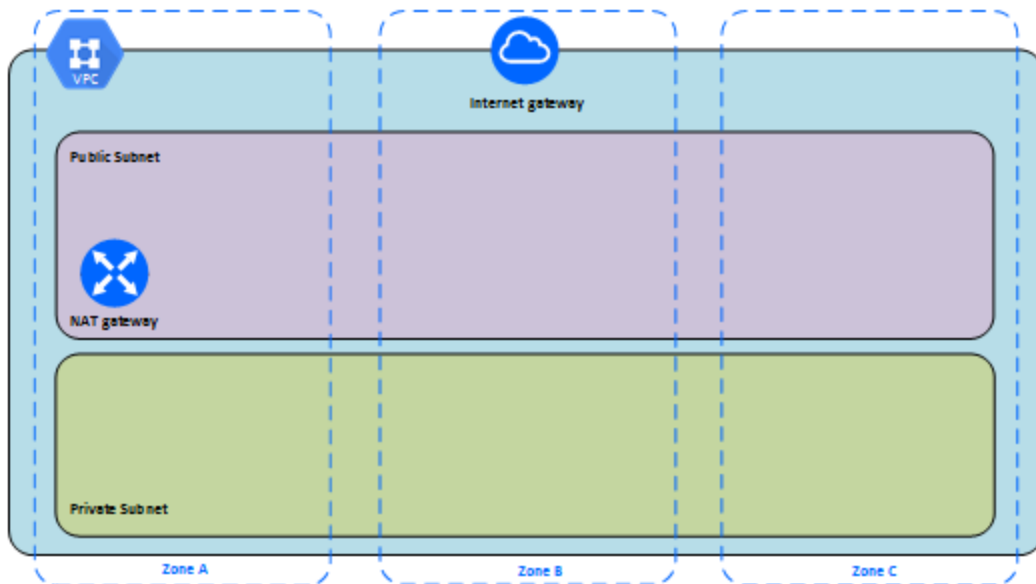 VPC
Internet gateway
Public Subnet
NAT gateway
Private Subnet
Zone A
Zone B
Zone C